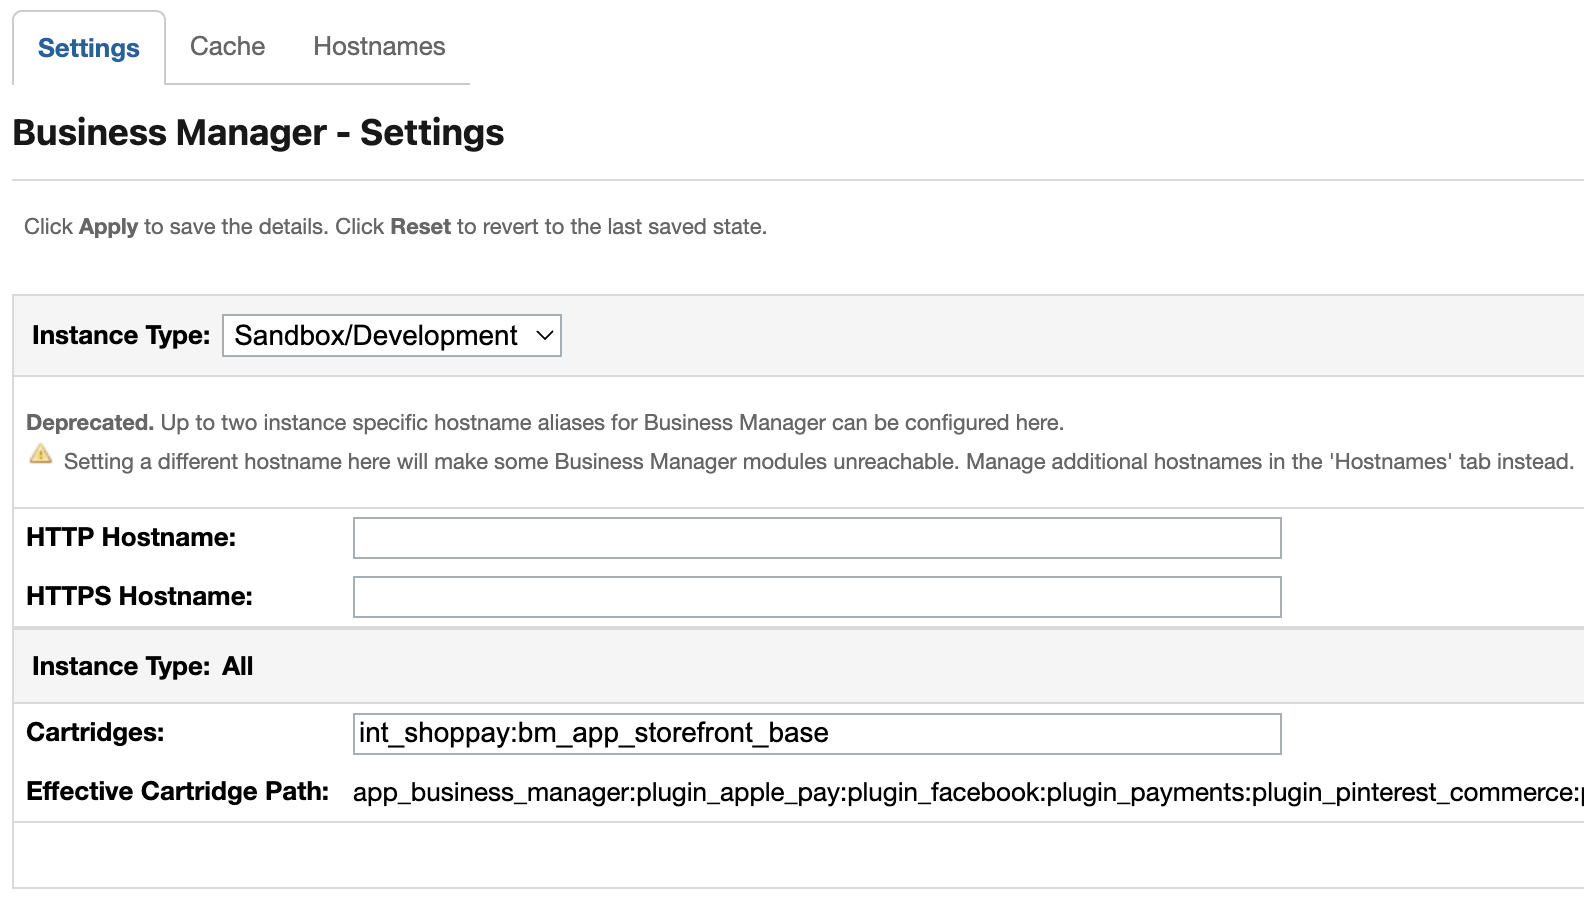 Settings Cache Hostnames
Business Manager - Settings
Click Apply to save the details. Click Reset to revert to the last saved state.
Instance Type: Sandbox/Development
Deprecated. Up to two instance specific hostname aliases for Business Manager can be configured here.
Setting a different hostname here will make some Business Manager modules unreachable. Manage additional hostnames in the 'Hostnames' tab instead.
HTTP Hostname:
HTTPS Hostname:
Instance Type: All
Cartridges: int_shoppay:bm_app_storefront_base
Effective Cartridge Path: app_business_manager:plugin_apple_pay:plugin_facebook:plugin_payments:plugin_pinterest_commerce: